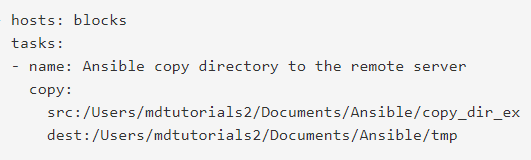 hosts: blocks
tasks:
- name: Ansible copy directory to the remote server
copy:
src:/Users/mdtutorials2/Documents/Ansible/copy_dir_ex
dest:/Users/mdtutorials2/Documents/Ansible/tmp